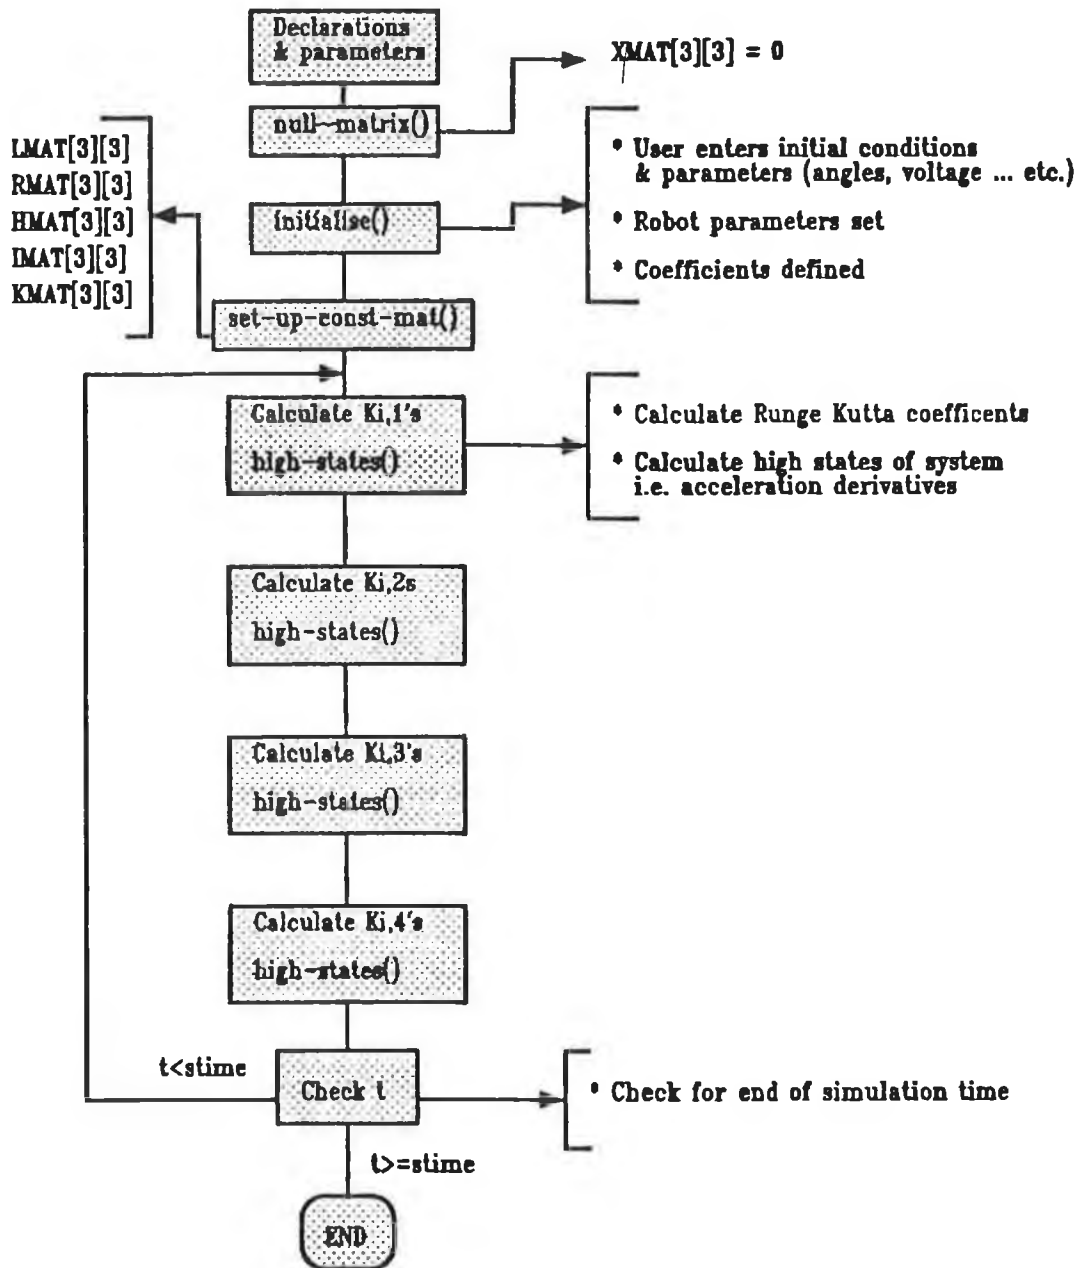 Declarations
& parameters
XMAT[3][3] = 0
null-matrix()
LMAT[3][3]
RMAT[3][3]
HMAT[3][3]
IMAT[3][3]
KMAT[3][3]
* User enters initial conditions
& parameters (angles, voltage ... etc.)
* Robot parameters set
* Coefficients defined
initialise()
set-up-const-mat()
Calculate Ki,1's
high-states()
* Calculate Runge Kutta coefficents
* Calculate high states of system
i.e. acceleration derivatives
Calculate Ki,2s
high-states()
Calculate Ki,3's
high-states()
Calculate Ki,4's
high-states()
t<stime
Check t
* Check for end of simulation time
t>=stime
END